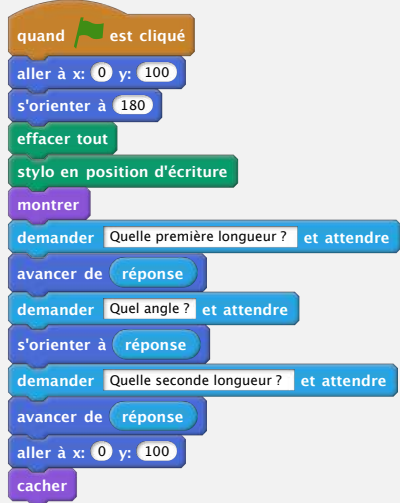 quand est cliqué
aller à x: 0 y: 100
s'orienter à 180
effacer tout
stylo en position d'écriture
montrer
demander Quelle première longueur ? et attendre
avancer de réponse
demander Quel angle ? et attendre
s'orienter à réponse
demander Quelle seconde longueur ? et attendre
avancer de réponse
aller à x: 0 y: 100
cacher